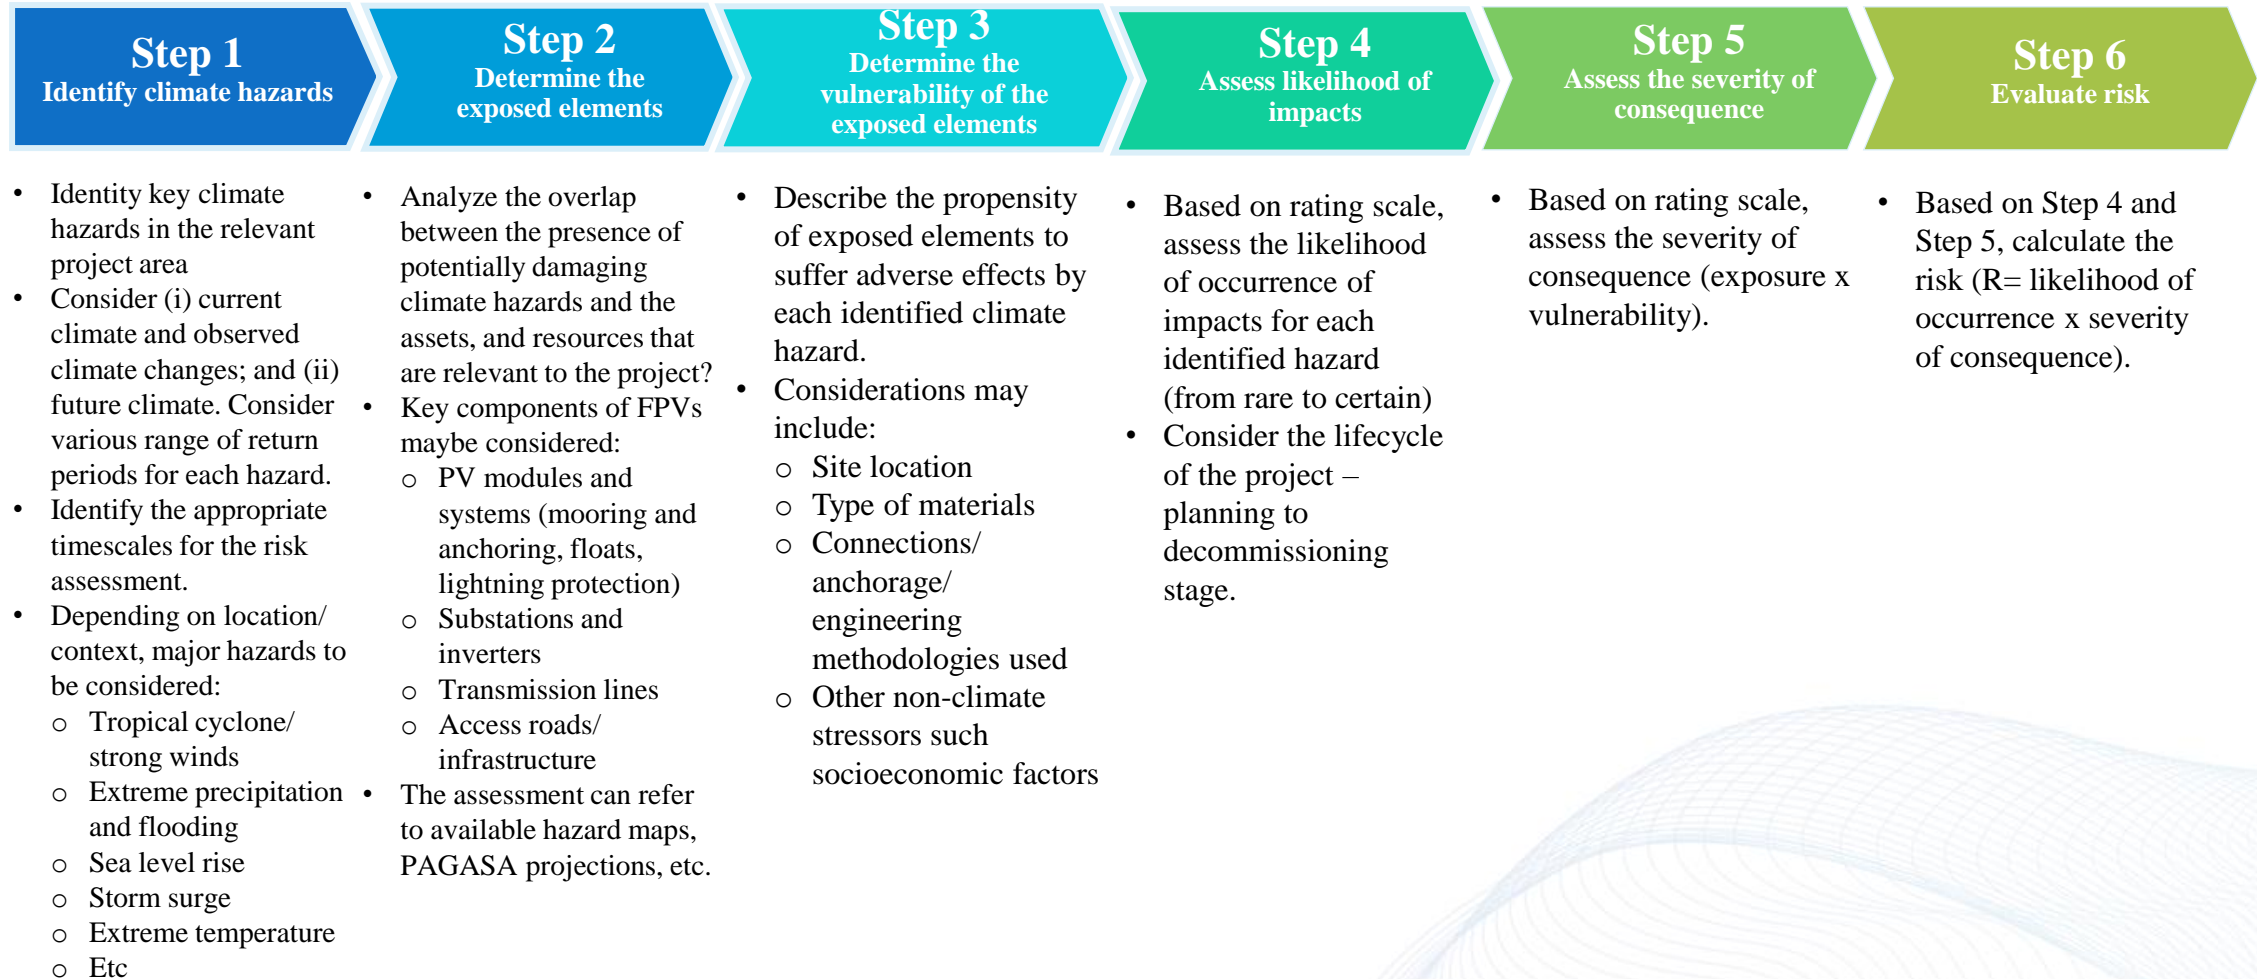 Step 1
Identify climate hazards
Step 2
Determine the
exposed elements
Step 3
Determine the
vulnerability of the
exposed elements
Step 4
Assess likelihood of
impacts
Step 5
Assess the severity of
consequence
Step 6
Evaluate risk
• Identity key climate
hazards in the relevant
project area
• Consider (i) current
climate and observed
climate changes; and (ii)
future climate. Consider
various range of return
periods for each hazard.
• Identify the appropriate
timescales for the risk
assessment.
• Depending on location/
context, major hazards to
be considered:
o Tropical cyclone/
strong winds
o Extreme precipitation
and flooding
o Sea level rise
o Storm surge
o Extreme temperature
o Etc
• Analyze the overlap
between the presence of
potentially damaging
climate hazards and the
assets, and resources that
are relevant to the project?
• Key components of FPVs
maybe considered:
o PV modules and
systems (mooring and
anchoring, floats,
lightning protection)
o Substations and
inverters
o Transmission lines
o Access roads/
infrastructure
• The assessment can refer
to available hazard maps,
PAGASA projections, etc.
• Describe the propensity
of exposed elements to
suffer adverse effects by
each identified climate
hazard.
• Considerations may
include:
o Site location
o Type of materials
o Connections/
anchorage/
engineering
methodologies used
o Other non-climate
stressors such
socioeconomic factors
• Based on rating scale,
assess the likelihood
of occurrence of
impacts for each
identified hazard
(from rare to certain)
• Consider the lifecycle
of the project –
planning to
decommissioning
stage.
• Based on rating scale,
assess the severity of
consequence (exposure x
vulnerability).
• Based on Step 4 and
Step 5, calculate the
risk (R= likelihood of
occurrence x severity
of consequence).